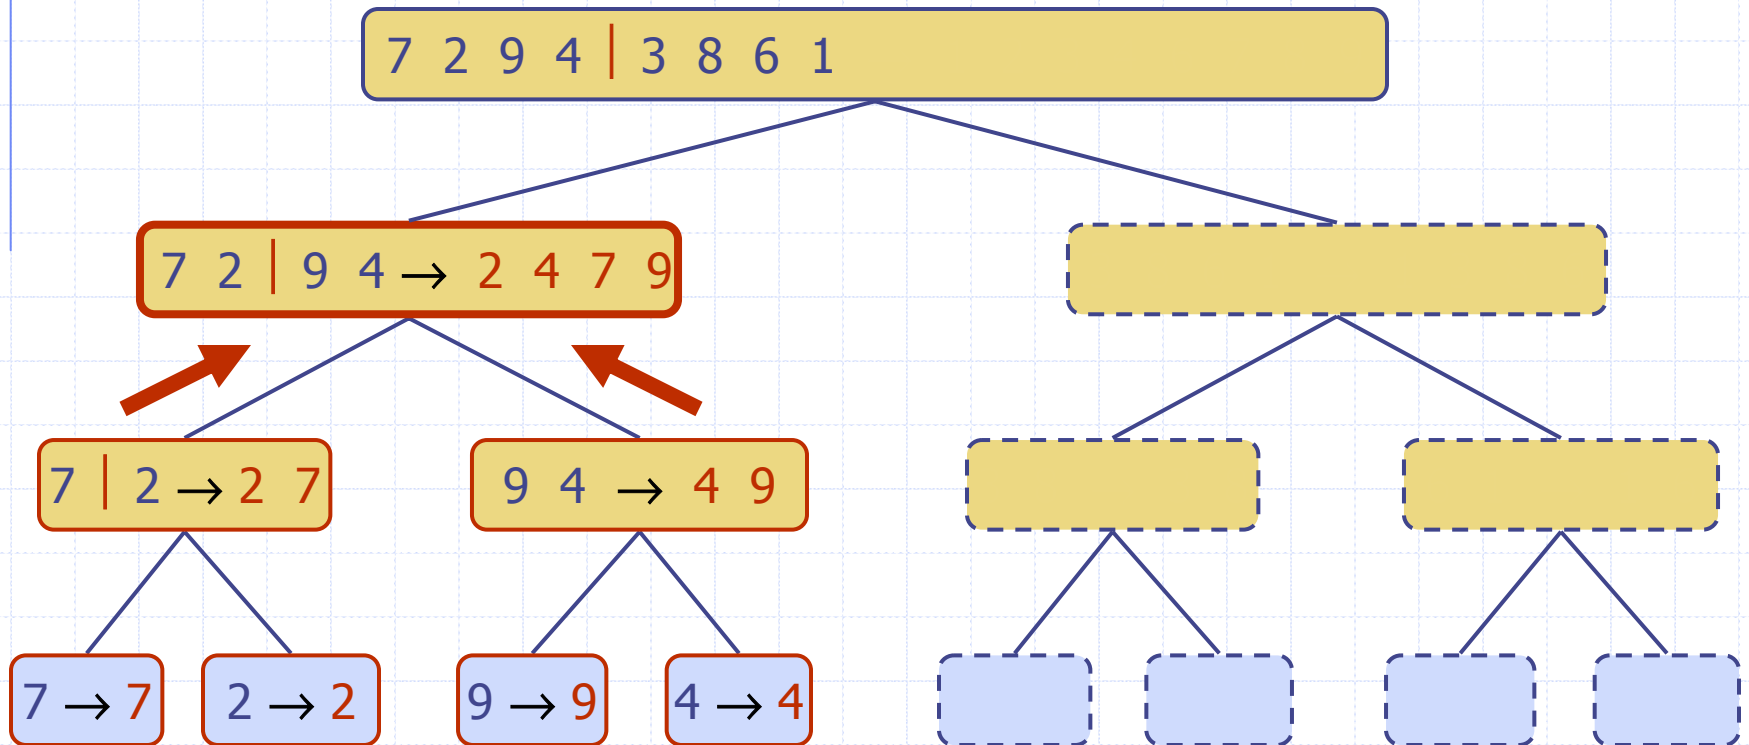 7 2 9 4 | 3 8 6 1
7 2 | 9 4 → 2 4 7 9
7 | 2 → 2 7
9 4 → 4 9
7 → 7
2 → 2
9 → 9
4 → 4